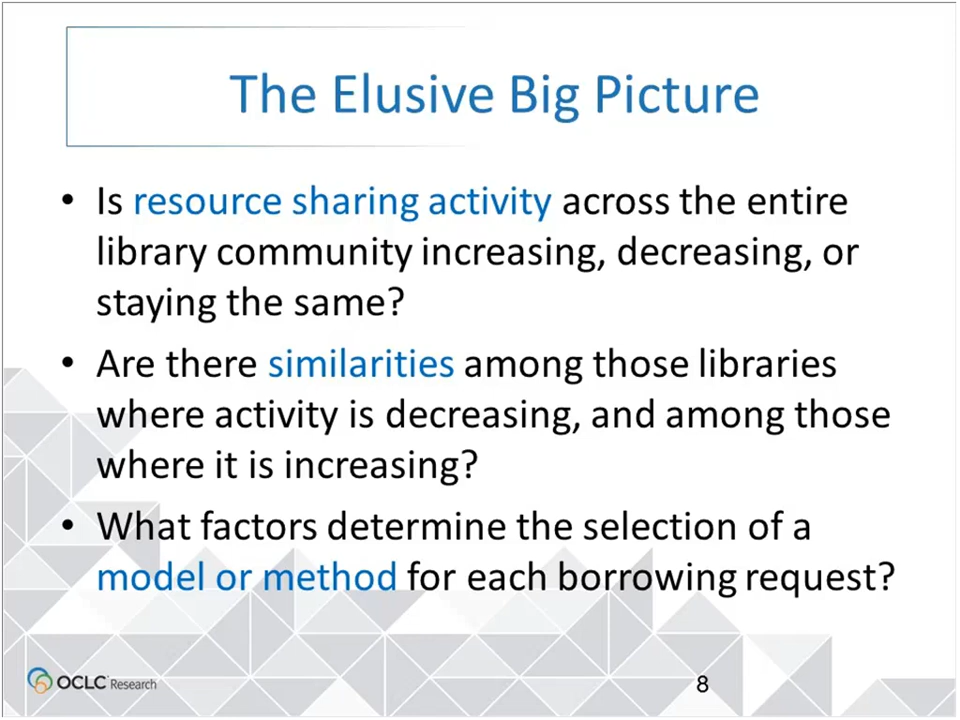 The Elusive Big Picture
• Is resource sharing activity across the entire
library community increasing, decreasing, or
staying the same?
• Are there similarities among those libraries
where activity is decreasing, and among those
where it is increasing?
• What factors determine the selection of a
model or method for each borrowing request?
OCLC Research
8